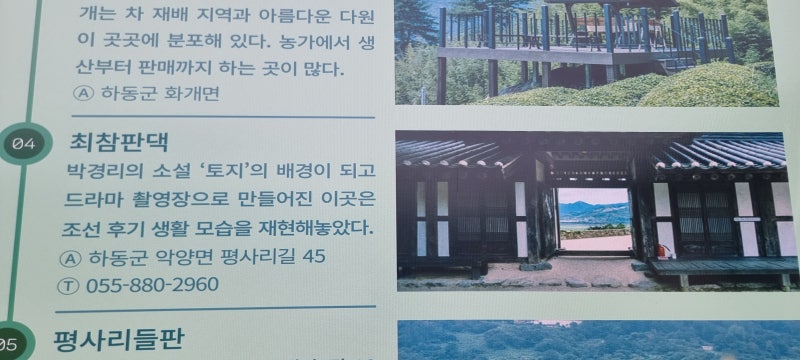 개는 차 재배 지역과 아름다운 다원
이 곳곳에 분포해 있다. 농가에서 생
산부터 판매까지 하는 곳이 많다.
Ⓐ 하동군 화개면
04
최참판댁
박경리의 소설 ‘토지’의 배경이 되고
드라마 촬영장으로 만들어진 이곳은
조선 후기 생활 모습을 재현해놓았다.
Ⓐ 하동군 악양면 평사리길 45
Ⓣ 055-880-2960
05
평사리들판